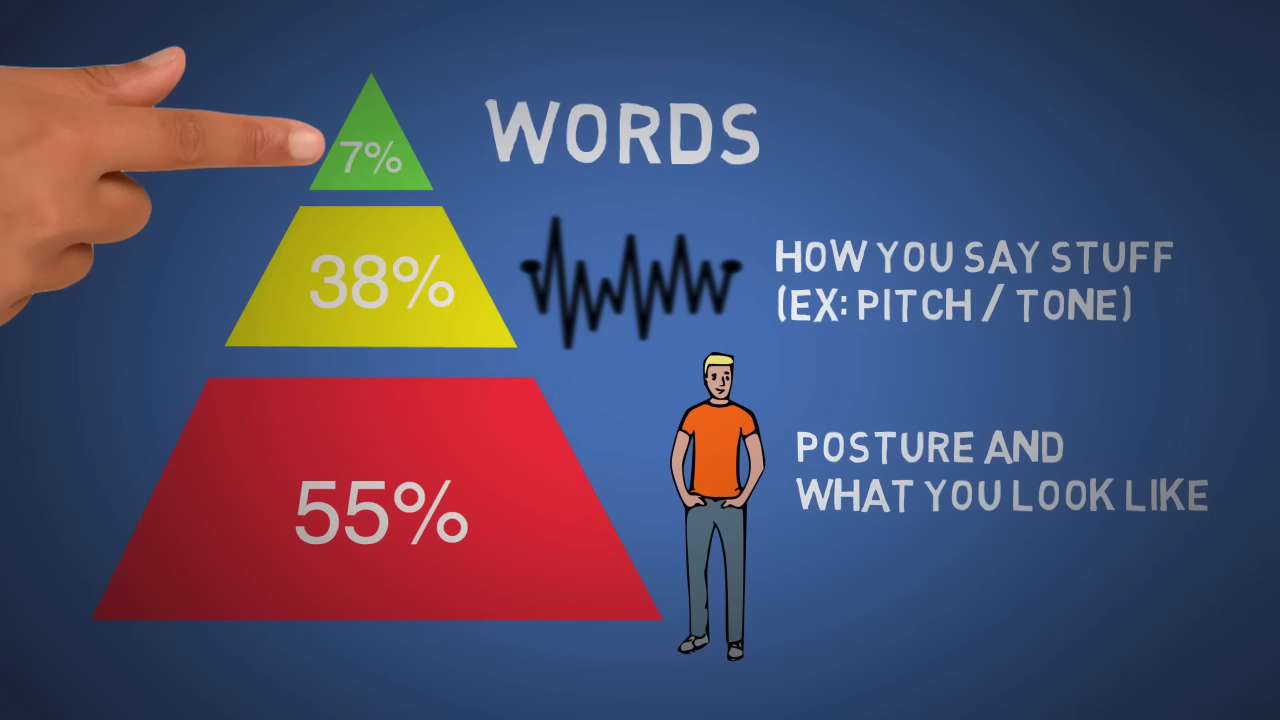 7%
WORDS
38%
HOW YOU SAY STUFF
(EX: PITCH / TONE)
55%
POSTURE AND
WHAT YOU LOOK LIKE